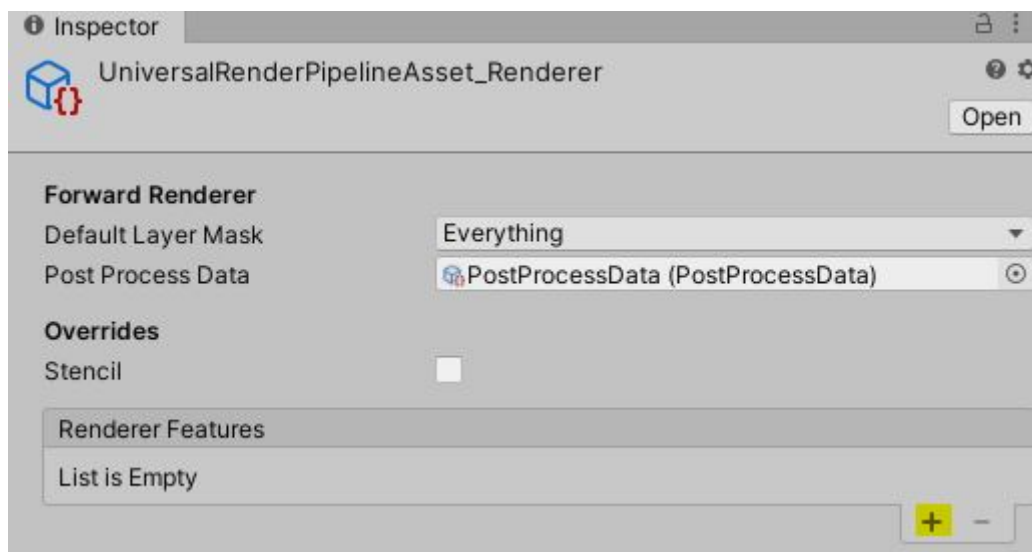 Inspector
UniversalRenderPipelineAsset_Renderer
Open
Forward Renderer
Default Layer Mask Everything
Post Process Data PostProcessData (PostProcessData)
Overrides
Stencil
Renderer Features
List is Empty
+ -